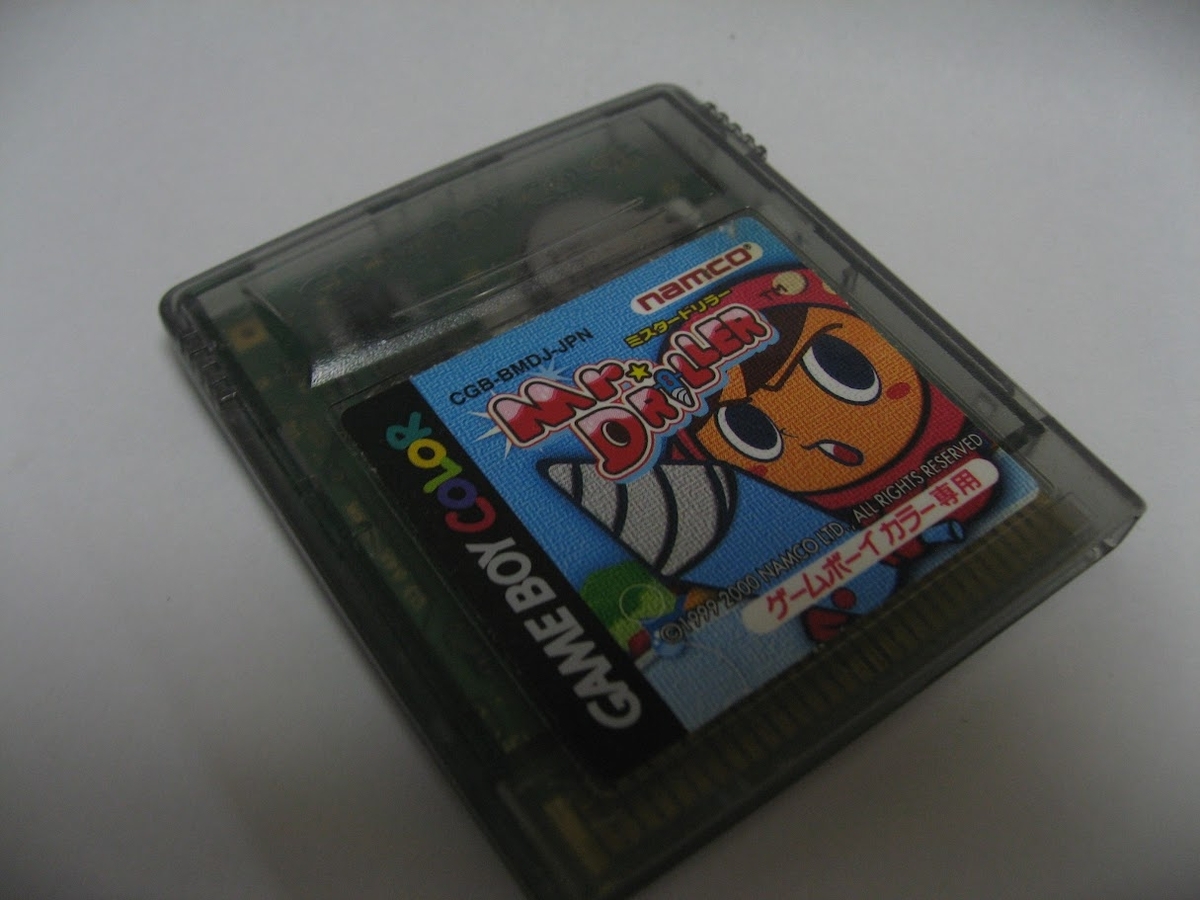 namco®
ミスタードリラー
CGB-BMDJ-JPN
Mr.
DRILLER
TM
GAME BOY COLOR
©1999 2000 NAMCO LTD., ALL RIGHTS RESERVED
ゲームボーイカラー専用